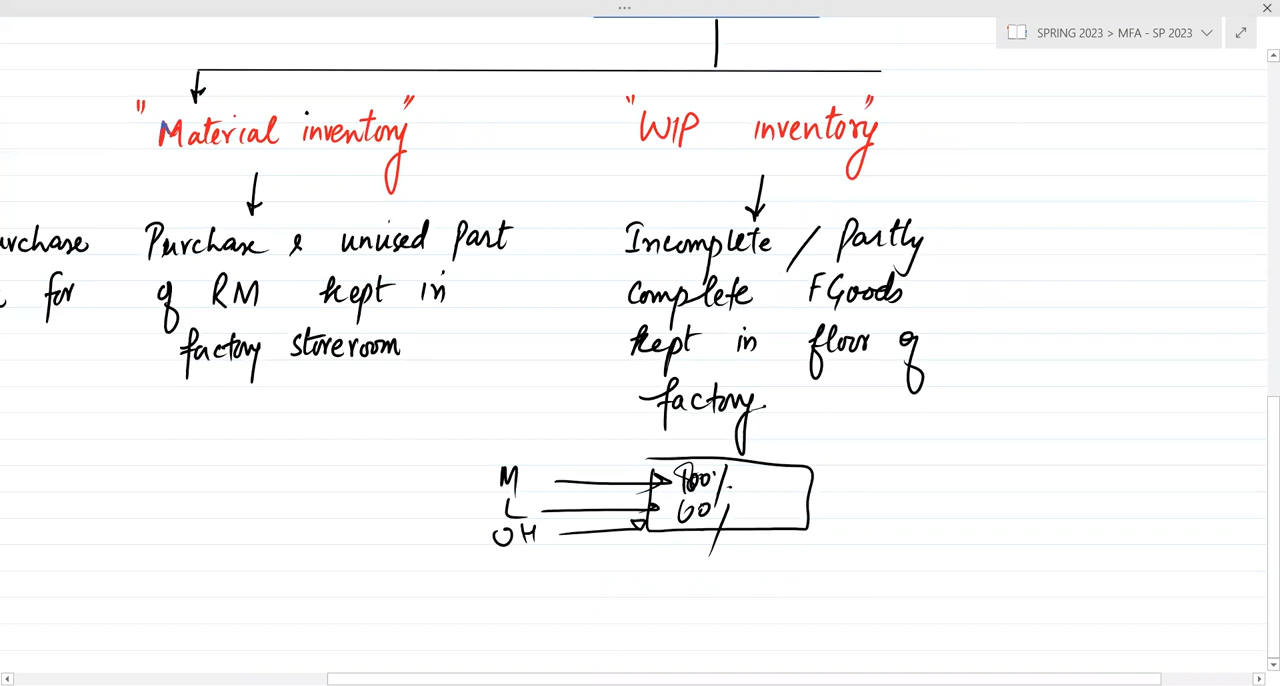 SPRING 2023 > MFA - SP 2023
"Material inventory"
"WIP inventory"
urchase
for
Purchase & unused part
of RM kept in
factory storeroom
Incomplete / Partly
complete FGoods
kept in floor of
factory.
M
L
OH
100%
60%